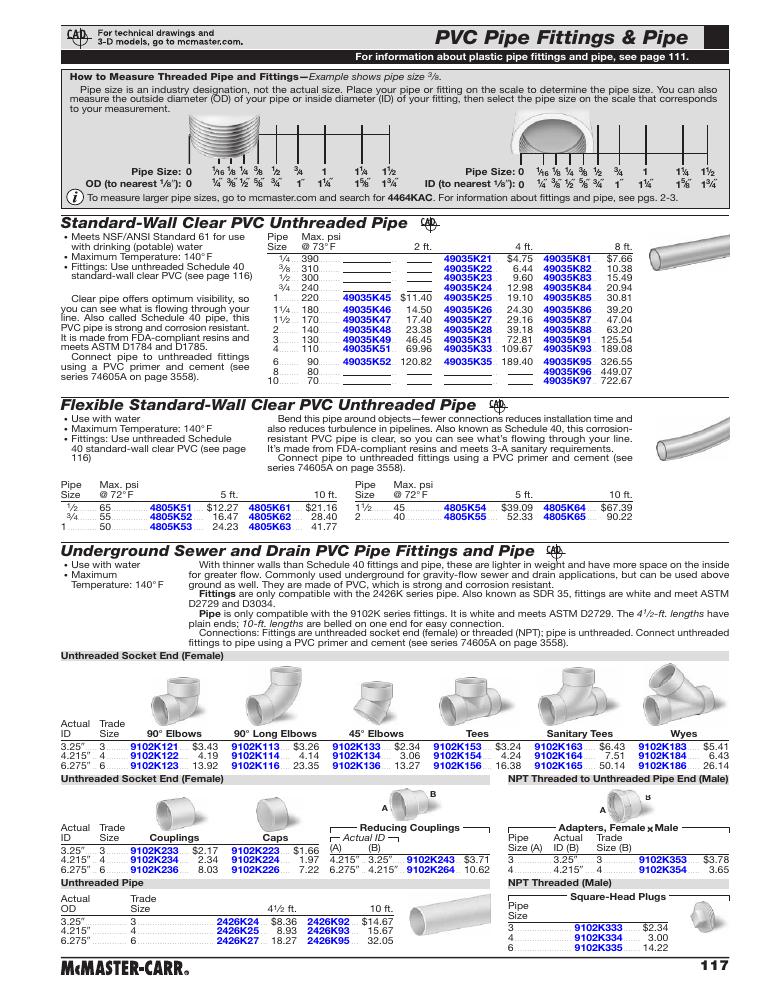 For technical drawings and
3-D models, go to mcmaster.com.
PVC Pipe Fittings & Pipe
For information about plastic pipe fittings and pipe, see page 111.
How to Measure Threaded Pipe and Fittings—Example shows pipe size 3/8.
Pipe size is an industry designation, not the actual size. Place your pipe or fitting on the scale to determine the pipe size. You can also
measure the outside diameter (OD) of your pipe or inside diameter (ID) of your fitting, then select the pipe size on the scale that corresponds
to your measurement.
Pipe Size: 0 1/16 1/8 1/4 3/8 1/2 3/4 1 1 1/4 1 1/2
OD (to nearest 1/8"): 0 1/4" 3/8" 1/2" 5/8" 3/4" 1" 1 1/4" 1 5/8" 1 3/4"
Pipe Size: 0 1/16 1/8 1/4 3/8 1/2 3/4 1 1 1/4 1 1/2
ID (to nearest 1/8"): 0 1/4" 3/8" 1/2" 5/8" 3/4" 1" 1 1/4" 1 5/8" 1 3/4"
i To measure larger pipe sizes, go to mcmaster.com and search for 4464KAC. For information about fittings and pipe, see pgs. 2-3.
Standard-Wall Clear PVC Unthreaded Pipe CAD
• Meets NSF/ANSI Standard 61 for use
with drinking (potable) water
• Maximum Temperature: 140° F
• Fittings: Use unthreaded Schedule 40
standard-wall clear PVC (see page 116)
Clear pipe offers optimum visibility, so
you can see what is flowing through your
line. Also called Schedule 40 pipe, this
PVC pipe is strong and corrosion resistant.
It is made from FDA-compliant resins and
meets ASTM D1784 and D1785.
Connect pipe to unthreaded fittings
using a PVC primer and cement (see
series 74605A on page 3558).
Pipe Max. psi
Size @ 73° F 2 ft. 4 ft. 8 ft.
1/4 390 49035K21 $4.75 49035K81 $7.66
3/8 310 49035K22 6.44 49035K82 10.38
1/2 300 49035K23 9.60 49035K83 15.49
3/4 240 49035K24 12.98 49035K84 20.94
1 220 49035K45 $11.40 49035K25 19.10 49035K85 30.81
1 1/4 180 49035K46 14.50 49035K26 24.30 49035K86 39.20
1 1/2 170 49035K47 17.40 49035K27 29.16 49035K87 47.04
2 140 49035K48 23.38 49035K28 39.18 49035K88 63.20
3 130 49035K49 46.45 49035K31 72.81 49035K91 125.54
4 110 49035K51 69.96 49035K33 109.67 49035K93 189.08
6 90 49035K52 120.82 49035K35 189.40 49035K95 326.55
8 80 49035K96 449.07
10 70 49035K97 722.67
Flexible Standard-Wall Clear PVC Unthreaded Pipe CAD
• Use with water
• Maximum Temperature: 140° F
• Fittings: Use unthreaded Schedule
40 standard-wall clear PVC (see page
116)
Bend this pipe around objects—fewer connections reduces installation time and
also reduces turbulence in pipelines. Also known as Schedule 40, this corrosion-
resistant PVC pipe is clear, so you can see what's flowing through your line.
It's made from FDA-compliant resins and meets 3-A sanitary requirements.
Connect pipe to unthreaded fittings using a PVC primer and cement (see
series 74605A on page 3558).
Pipe Max. psi
Size @ 72° F 5 ft. 10 ft.
1/2 65 4805K51 $12.27 4805K61 $21.16
3/4 55 4805K52 16.47 4805K62 28.40
1 50 4805K53 24.23 4805K63 41.77
Pipe Max. psi
Size @ 72° F 5 ft. 10 ft.
1 1/2 45 4805K54 $39.09 4805K64 $67.39
2 40 4805K55 52.33 4805K65 90.22
Underground Sewer and Drain PVC Pipe Fittings and Pipe CAD
• Use with water
• Maximum
Temperature: 140° F
With thinner walls than Schedule 40 fittings and pipe, these are lighter in weight and have more space on the inside
for greater flow. Commonly used underground for gravity-flow sewer and drain applications, but can be used above
ground as well. They are made of PVC, which is strong and corrosion resistant.
Fittings are only compatible with the 2426K series pipe. Also known as SDR 35, fittings are white and meet ASTM
D2729 and D3034.
Pipe is only compatible with the 9102K series fittings. It is white and meets ASTM D2729. The 4 1/2-ft. lengths have
plain ends; 10-ft. lengths are belled on one end for easy connection.
Connections: Fittings are unthreaded socket end (female) or threaded (NPT); pipe is unthreaded. Connect unthreaded
fittings to pipe using a PVC primer and cement (see series 74605A on page 3558).
Unthreaded Socket End (Female)
Actual Trade
ID Size 90° Elbows 90° Long Elbows 45° Elbows Tees Sanitary Tees Wyes
3.25" 3 9102K121 $3.43 9102K113 $3.26 9102K133 $2.34 9102K153 $3.24 9102K163 $6.43 9102K183 $5.41
4.215" 4 9102K122 4.19 9102K114 4.14 9102K134 3.06 9102K154 4.24 9102K164 7.51 9102K184 6.43
6.275" 6 9102K123 13.92 9102K116 23.35 9102K136 13.27 9102K156 16.38 9102K165 50.14 9102K186 26.14
Unthreaded Socket End (Female)
Actual Trade
ID Size Couplings Caps
3.25" 3 9102K233 $2.17 9102K223 $1.66
4.215" 4 9102K234 2.34 9102K224 1.97
6.275" 6 9102K236 8.03 9102K226 7.22
A B
Reducing Couplings
Actual ID
(A) (B)
4.215" 3.25" 9102K243 $3.71
6.275" 4.215" 9102K264 10.62
NPT Threaded to Unthreaded Pipe End (Male)
A B
Adapters, Female x Male
Pipe Actual Trade
Size (A) ID (B) Size (B)
3 3.25" 3 9102K353 $3.78
4 4.215" 4 9102K354 3.65
Unthreaded Pipe
Actual Trade
OD Size 4 1/2 ft. 10 ft.
3.25" 3 2426K24 $8.36 2426K92 $14.67
4.215" 4 2426K25 8.93 2426K93 15.67
6.275" 6 2426K27 18.27 2426K95 32.05
NPT Threaded (Male)
Square-Head Plugs
Pipe
Size
3 9102K333 $2.34
4 9102K334 3.00
6 9102K335 14.22
McMASTER-CARR®
117